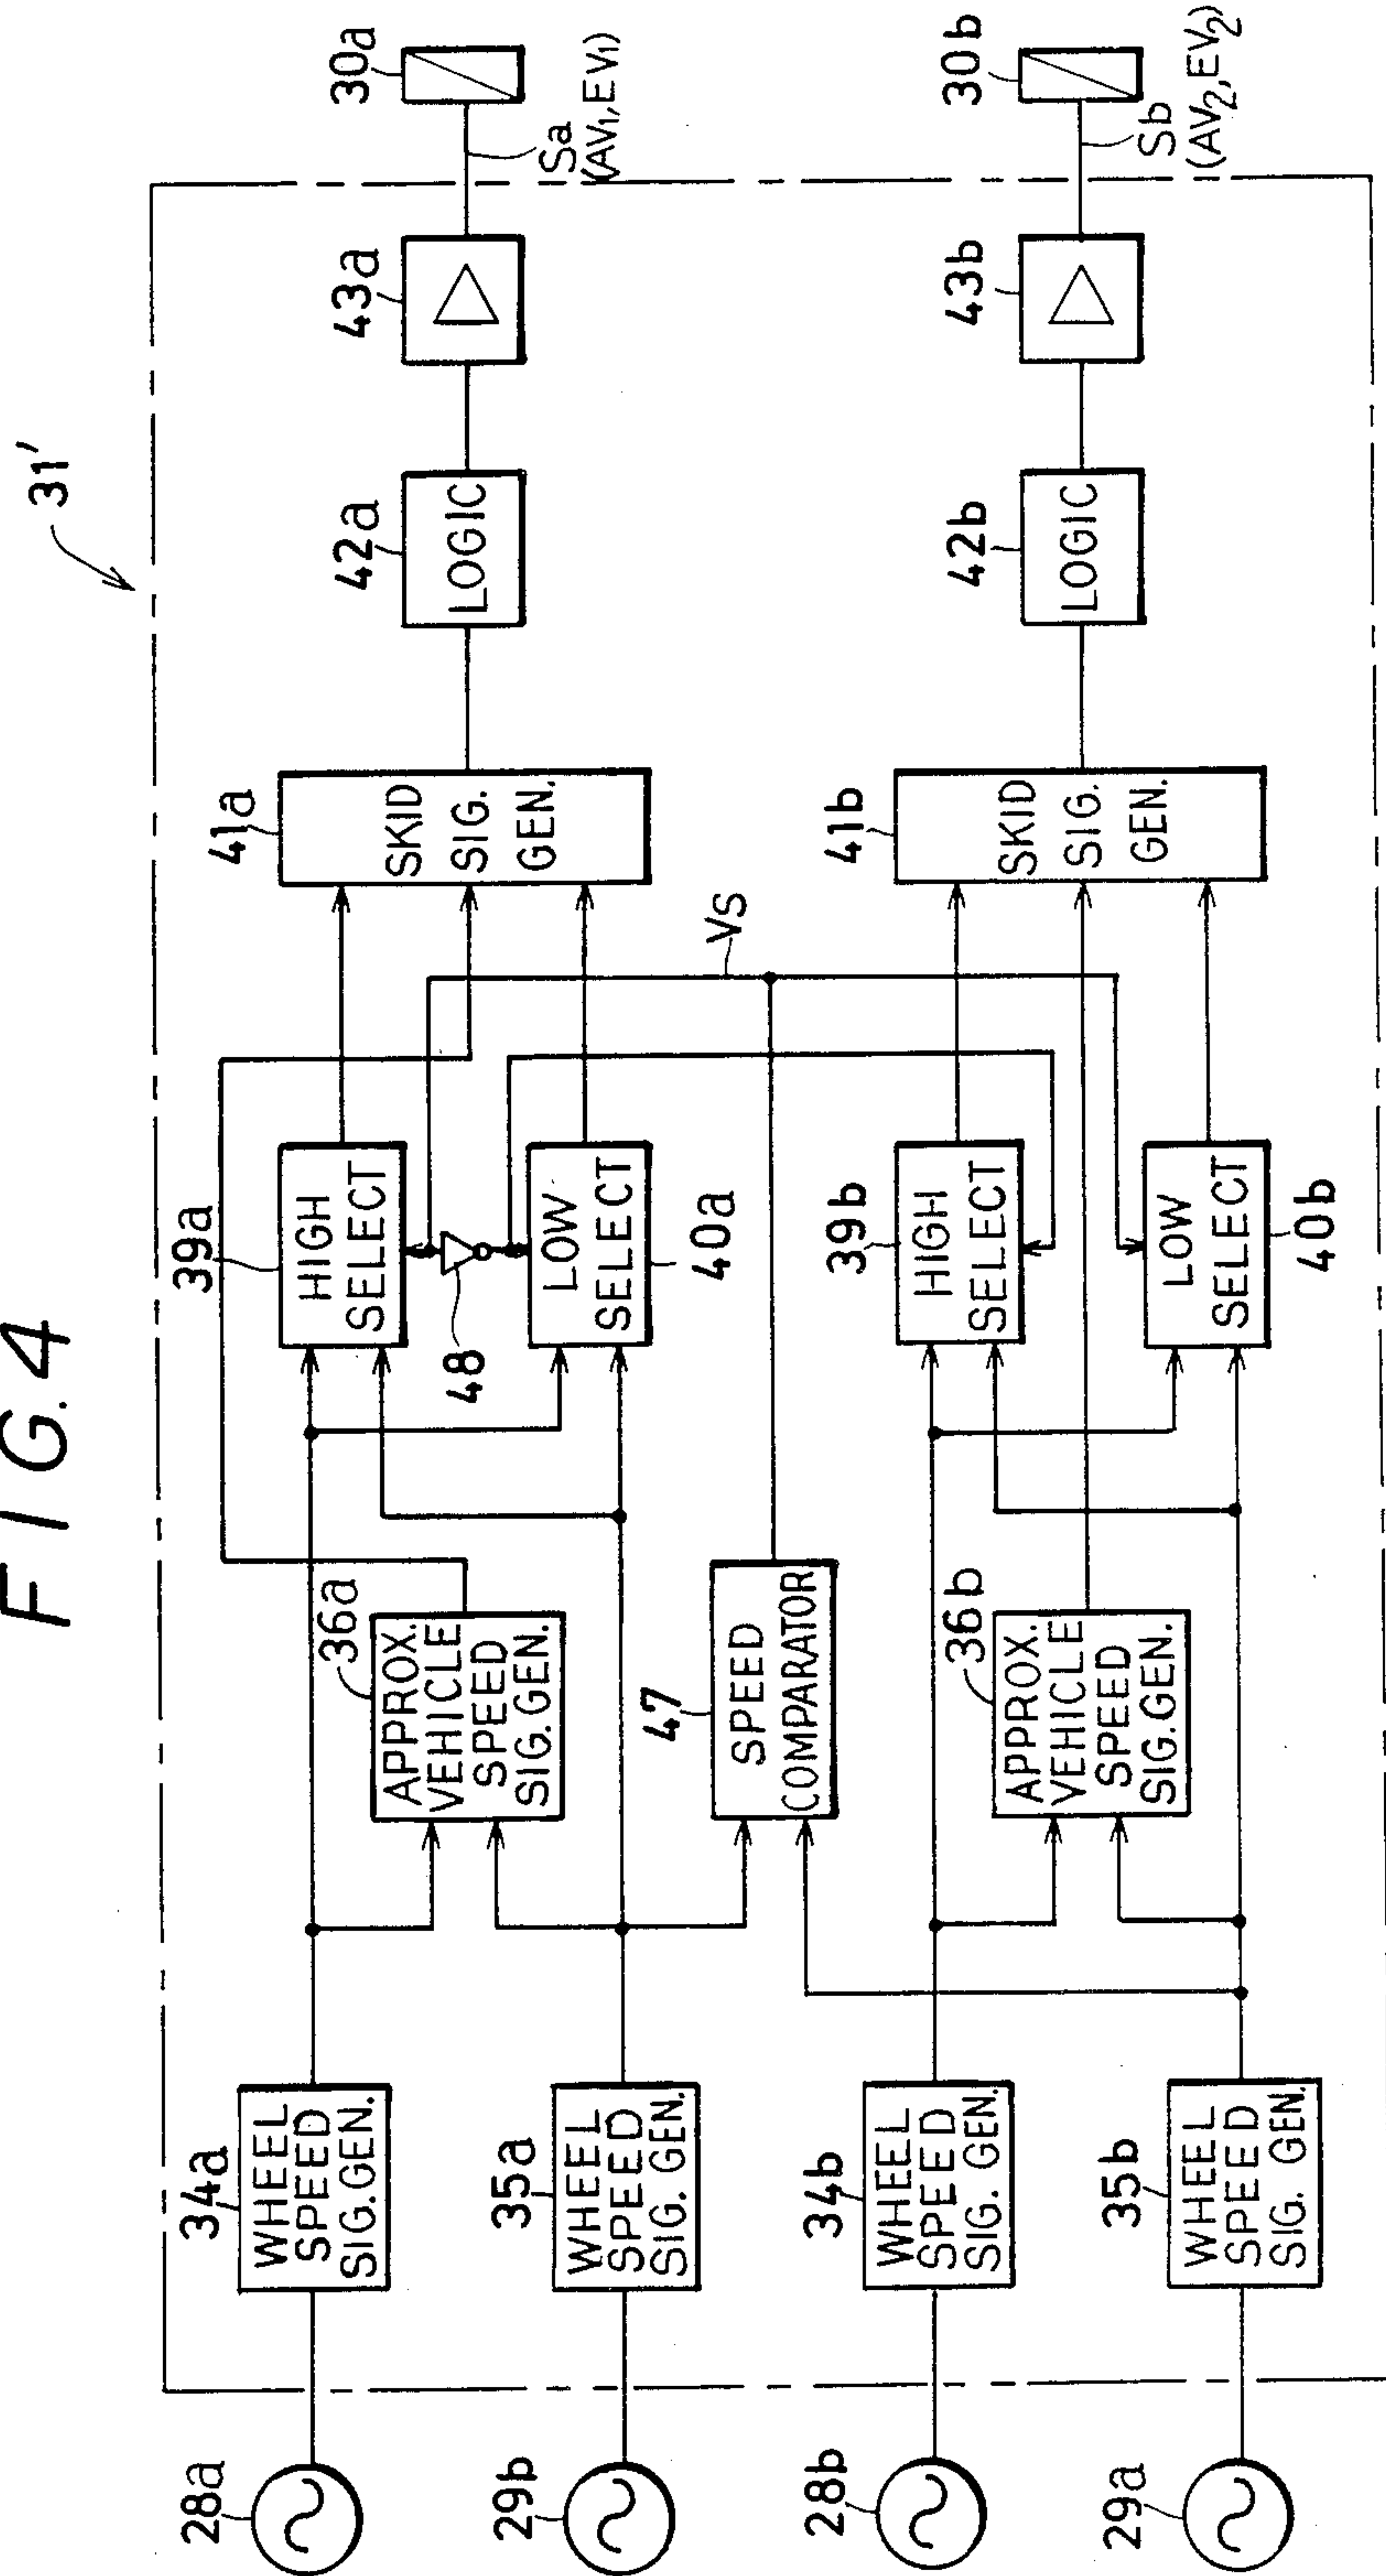 FIG.4
31'
28a
29b
28b
29a
34a
WHEEL
SPEED
SIG.GEN.
35a
WHEEL
SPEED
SIG. GEN.
34b
WHEEL
SPEED
SIG. GEN.
35b
WHEEL
SPEED
SIG. GEN.
36a
APPROX.
VEHICLE
SPEED
SIG.GEN.
47
SPEED
COMPARATOR
36b
APPROX.
VEHICLE
SPEED
SIG.GEN.
39a
HIGH
SELECT
48
LOW
SELECT
40a
39b
HIGH
SELECT
LOW
SELECT
40b
VS
41a
SKID
SIG.
GEN.
41b
SKID
SIG.
GEN.
42a
LOGIC
42b
LOGIC
43a
43b
Sa
(AV1,EV1)
Sb
(AV2,EV2)
30a
30b